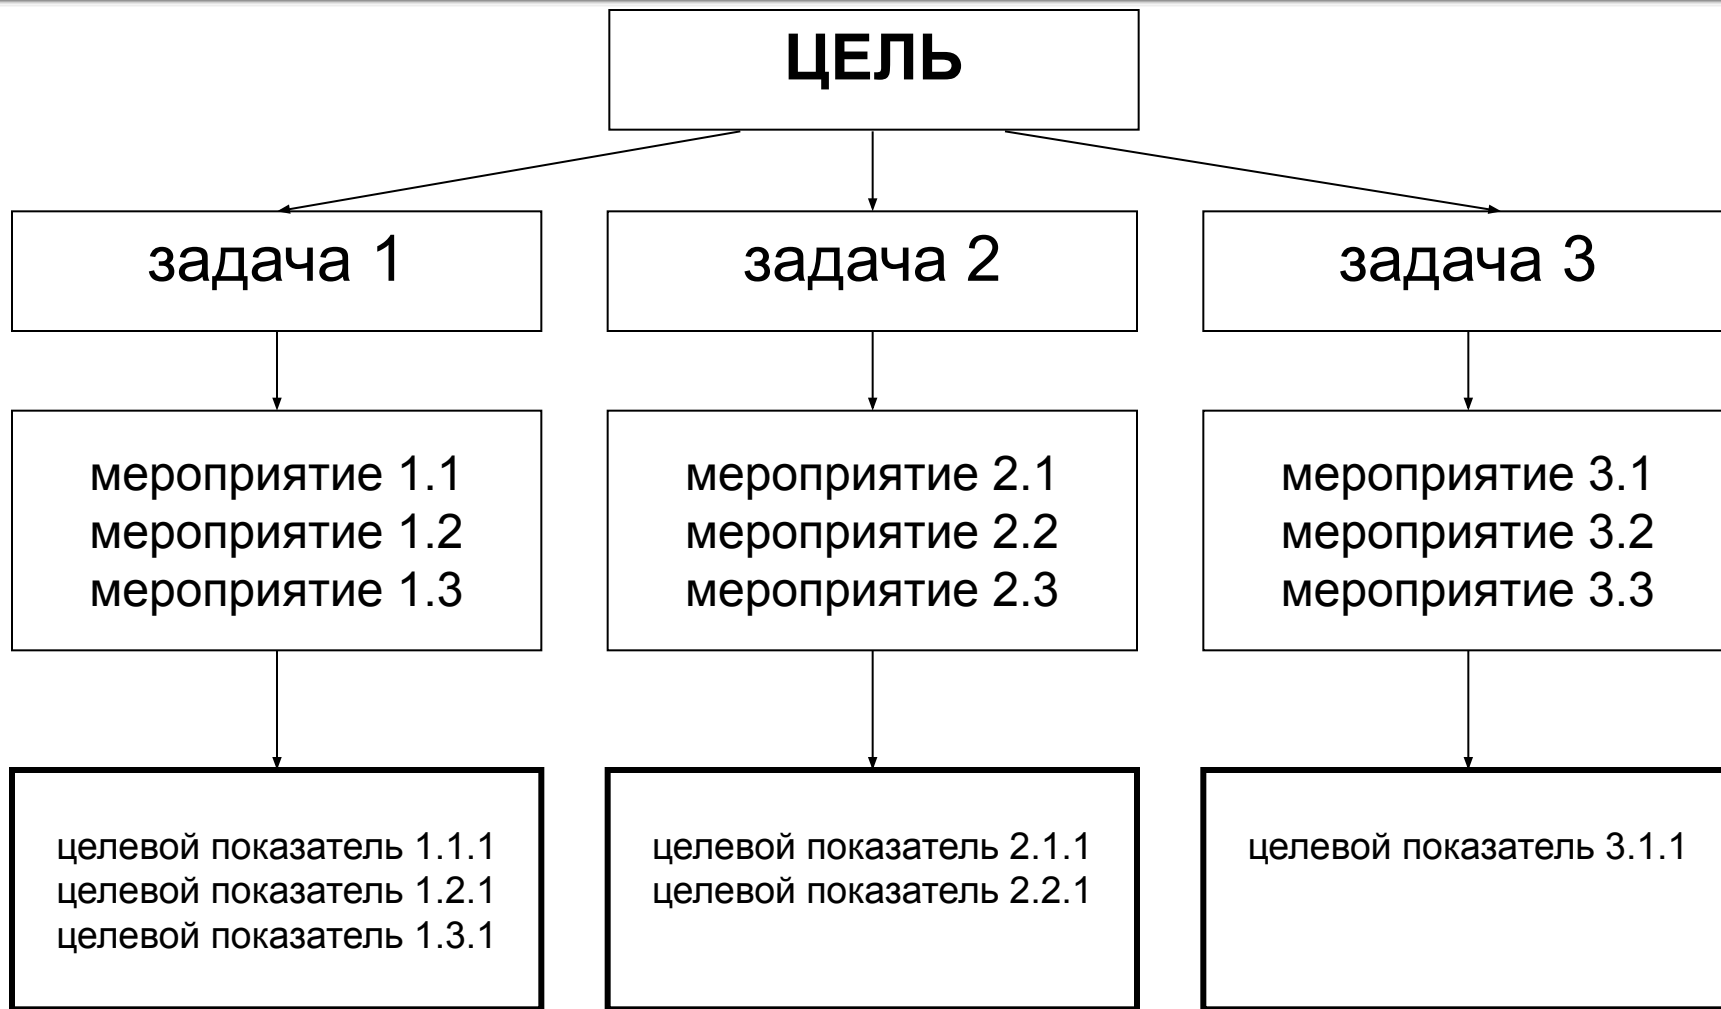 ЦЕЛЬ
задача 1
задача 2
задача 3
мероприятие 1.1
мероприятие 1.2
мероприятие 1.3
мероприятие 2.1
мероприятие 2.2
мероприятие 2.3
мероприятие 3.1
мероприятие 3.2
мероприятие 3.3
целевой показатель 1.1.1
целевой показатель 1.2.1
целевой показатель 1.3.1
целевой показатель 2.1.1
целевой показатель 2.2.1
целевой показатель 3.1.1